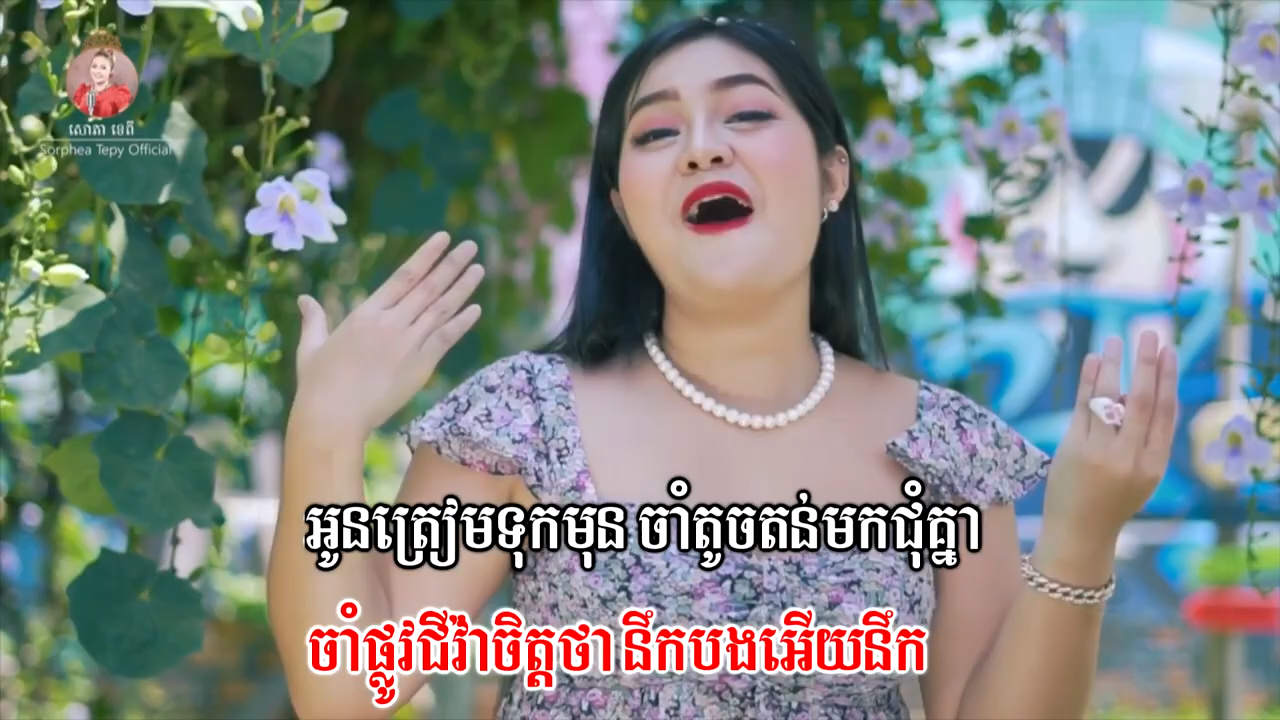 សោភា ទេពី
Sorphea Tepy Official
អូនត្រៀមទុកមុន ចាំតូចតន់មកជុំគ្នា
ចាំផ្លូវជីវ៉ាចិត្តថា នឹកបងអើយនឹក